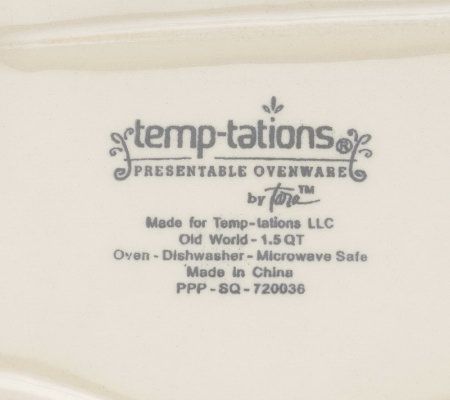 temp-tations®
PRESENTABLE OVENWARE
by Tara™
Made for Temp-tations LLC
Old World - 1.5 QT
Oven - Dishwasher - Microwave Safe
Made in China
PPP - SQ - 720036